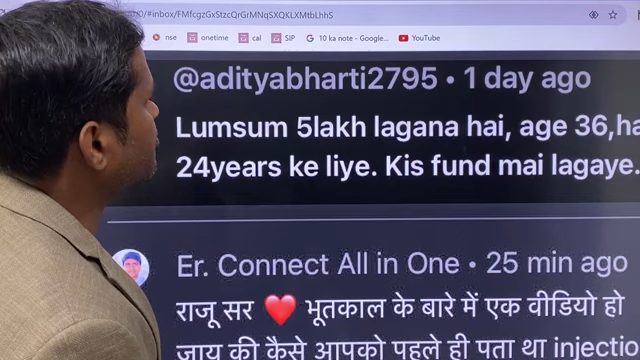 0/#inbox/FMfcgzGxStzcQrGrMNqSXQKLXMtbLhhS
nse onetime cal SIP 10 ka note - Google... YouTube
@adityabharti2795 • 1 day ago
Lumsum 5lakh lagana hai, age 36,ha
24years ke liye. Kis fund mai lagaye.
Er. Connect All in One • 25 min ago
राजू सर ❤️ भूतकाल के बारे में एक वीडियो हो
जाय की कैसे आपको पहले ही पता था injectio